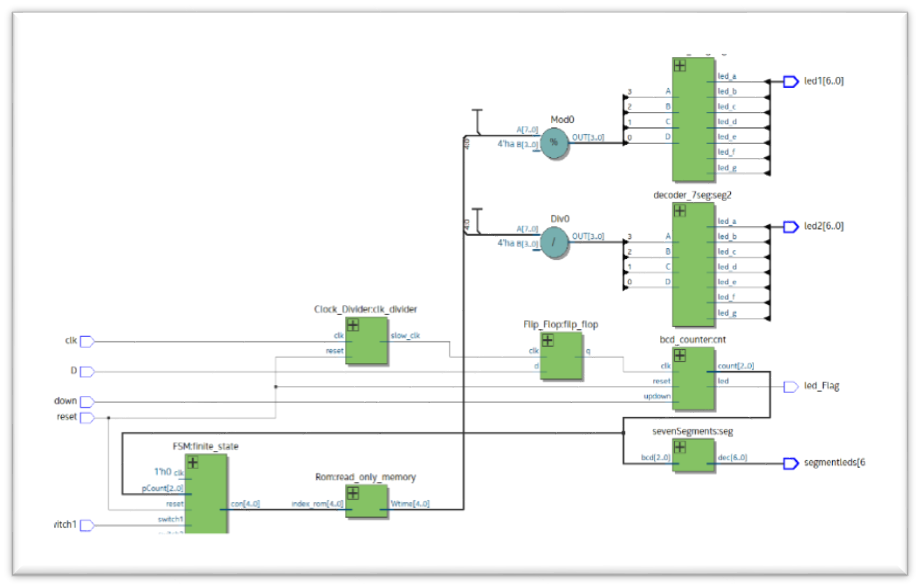 led_a
led1[6..0]
3 A led_b
2 B led_c
1 C led_d
0 D led_e
led_f
led_g
Mod0
A[7..0]
4'ha B[3..0]
%
OUT[3..0]
4:0
decoder_7seg:seg2
led_a
led2[6..0]
3 A led_b
2 B led_c
1 C led_d
0 D led_e
led_f
led_g
Div0
A[7..0]
4'ha B[3..0]
/
OUT[3..0]
4:0
Clock_Divider:clk_divider
clk
clk slow_clk
reset
Flip_Flop:flip_flop
clk q
d
bcd_counter:cnt
clk count[2..0]
reset led
updown
led_Flag
D
down
reset
sevenSegments:seg
bcd[2..0] dec[6..0]
segmentleds[6
FSM:finite_state
1'h0 clk
pCount[2..0]
reset con[4..0]
switch1
vitch1
Rom:read_only_memory
index_rom[4..0] Wtime[4..0]